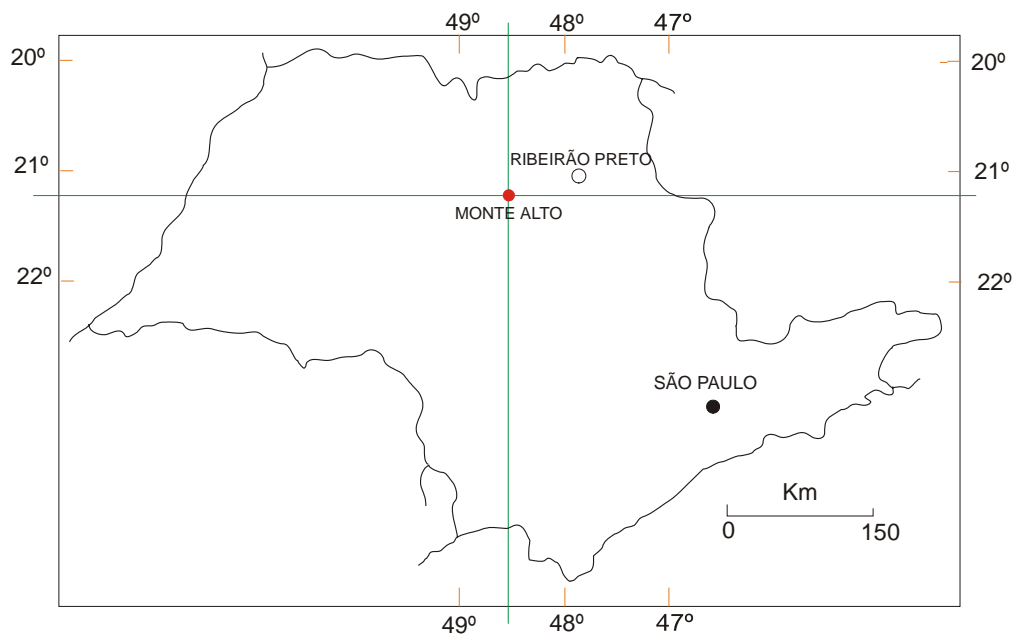 49º 48º 47º
20º 20º
RIBEIRÃO PRETO
21º 21º
MONTE ALTO
22º 22º
SÃO PAULO
Km
0 150
49º 48º 47º